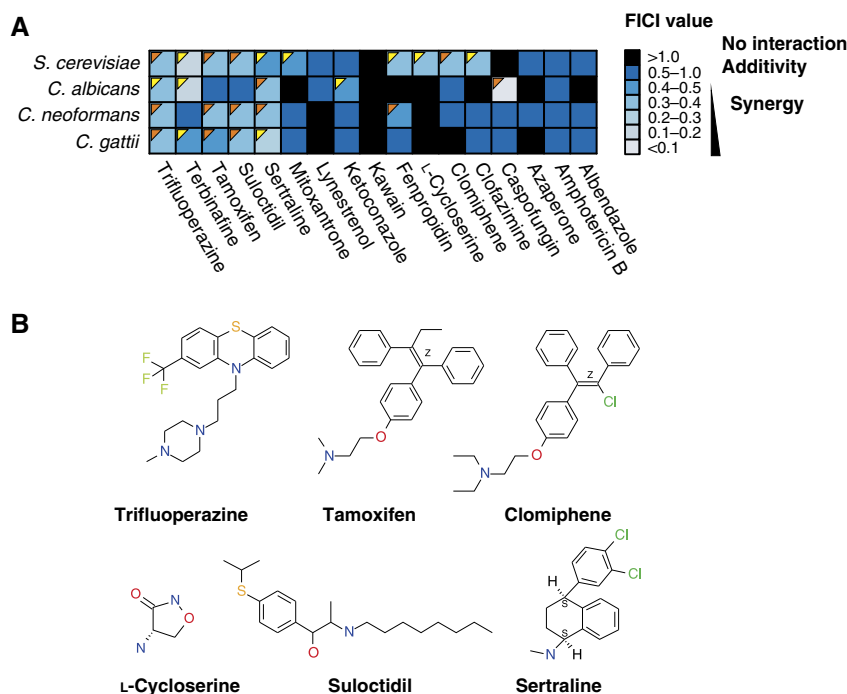 A
FICI value
S. cerevisiae
C. albicans
C. neoformans
C. gattii
>1.0
0.5–1.0
0.4–0.5
0.3–0.4
0.2–0.3
0.1–0.2
<0.1
No interaction
Additivity
Synergy
Trifluoperazine
Terbinafine
Tamoxifen
Suloctidil
Sertraline
Mitoxantrone
Lynestrenol
Ketoconazole
Kawain
Fenpropidin
L-Cycloserine
Clomiphene
Clofazimine
Caspofungin
Azaperone
Amphotericin B
Albendazole
B
S
N
F
F
F
N
N
Trifluoperazine
Z
O
N
Tamoxifen
Z
Cl
O
N
Clomiphene
O
N
O
N
L-Cycloserine
S
N
O
Suloctidil
Cl
Cl
H
S
S
N
H
Sertraline